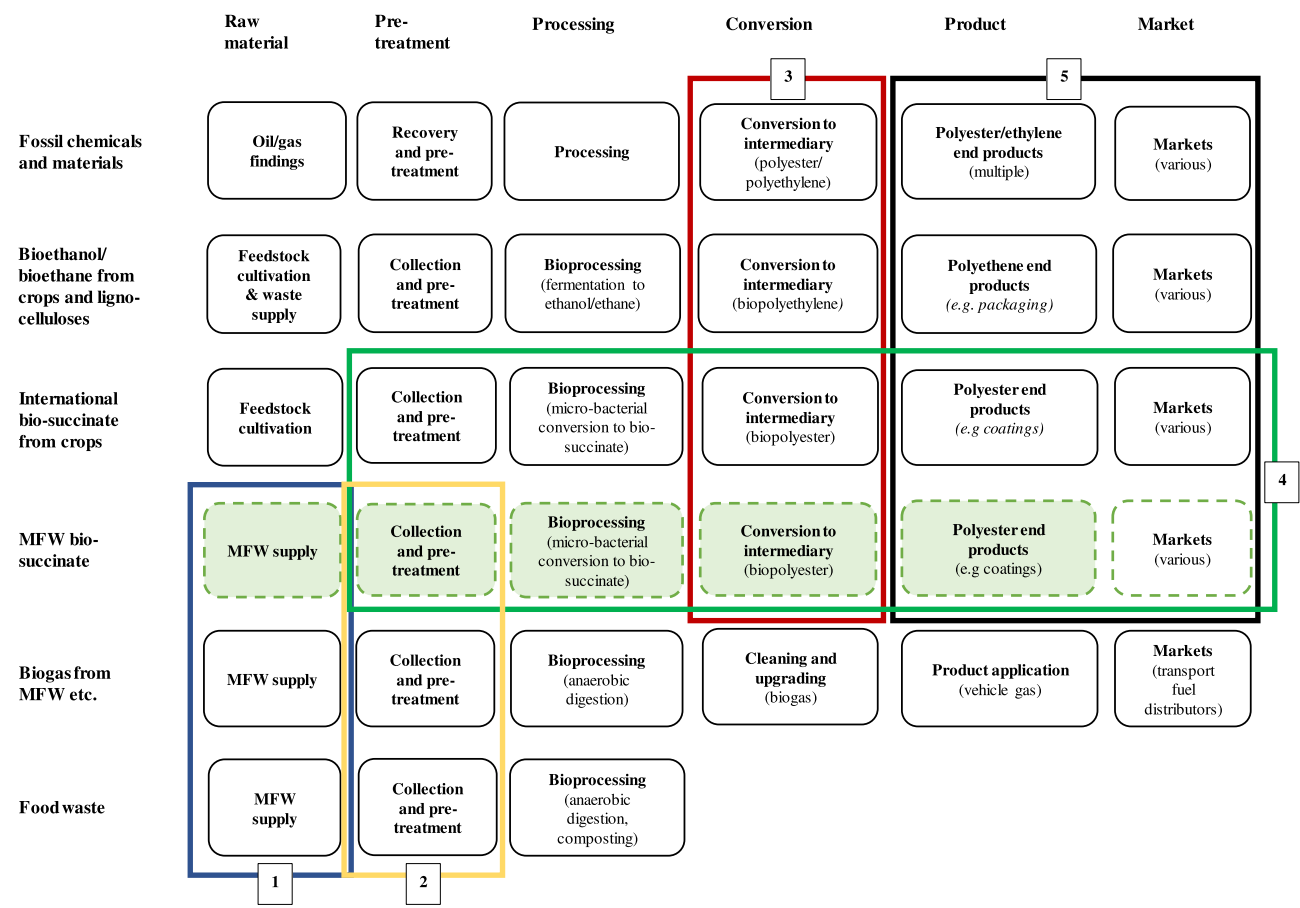 Raw
material
Pre-
treatment
Processing
Conversion
Product
Market
3
5
Fossil chemicals
and materials
Oil/gas
findings
Recovery
and pre-
treatment
Processing
Conversion to
intermediary
(polyester/
polyethylene)
Polyester/ethylene
end products
(multiple)
Markets
(various)
Bioethanol/
bioethane from
crops and ligno-
celluloses
Feedstock
cultivation
& waste
supply
Collection
and pre-
treatment
Bioprocessing
(fermentation to
ethanol/ethane)
Conversion to
intermediary
(biopolyethylene)
Polyethene end
products
(e.g. packaging)
Markets
(various)
International
bio-succinate
from crops
Feedstock
cultivation
Collection
and pre-
treatment
Bioprocessing
(micro-bacterial
conversion to bio-
succinate)
Conversion to
intermediary
(biopolyester)
Polyester end
products
(e.g coatings)
Markets
(various)
4
MFW bio-
succinate
MFW supply
Collection
and pre-
treatment
Bioprocessing
(micro-bacterial
conversion to bio-
succinate)
Conversion to
intermediary
(biopolyester)
Polyester end
products
(e.g coatings)
Markets
(various)
Biogas from
MFW etc.
MFW supply
Collection
and pre-
treatment
Bioprocessing
(anaerobic
digestion)
Cleaning and
upgrading
(biogas)
Product application
(vehicle gas)
Markets
(transport
fuel
distributors)
Food waste
MFW
supply
Collection
and pre-
treatment
Bioprocessing
(anaerobic
digestion,
composting)
1
2